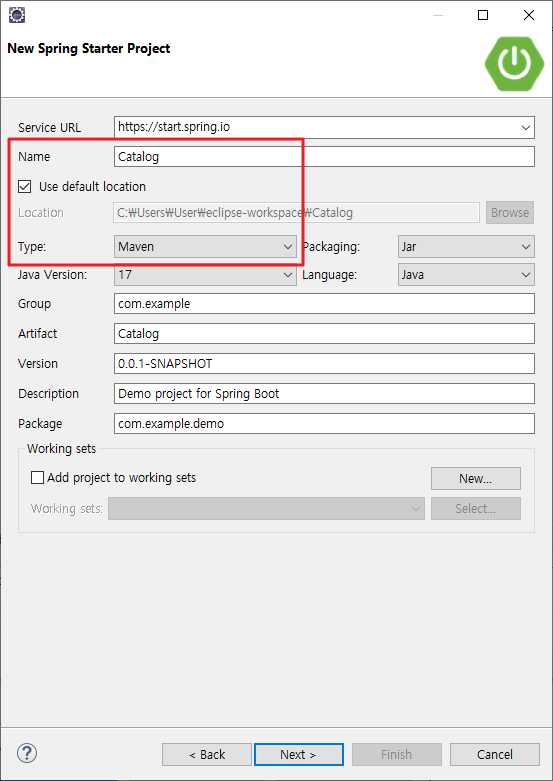 New Spring Starter Project
Service URL https://start.spring.io
Name Catalog
Use default location
Location C:₩Users₩User₩eclipse-workspace₩Catalog Browse
Type: Maven Packaging: Jar
Java Version: 17 Language: Java
Group com.example
Artifact Catalog
Version 0.0.1-SNAPSHOT
Description Demo project for Spring Boot
Package com.example.demo
Working sets
Add project to working sets New...
Working sets: Select...
? < Back Next > Finish Cancel